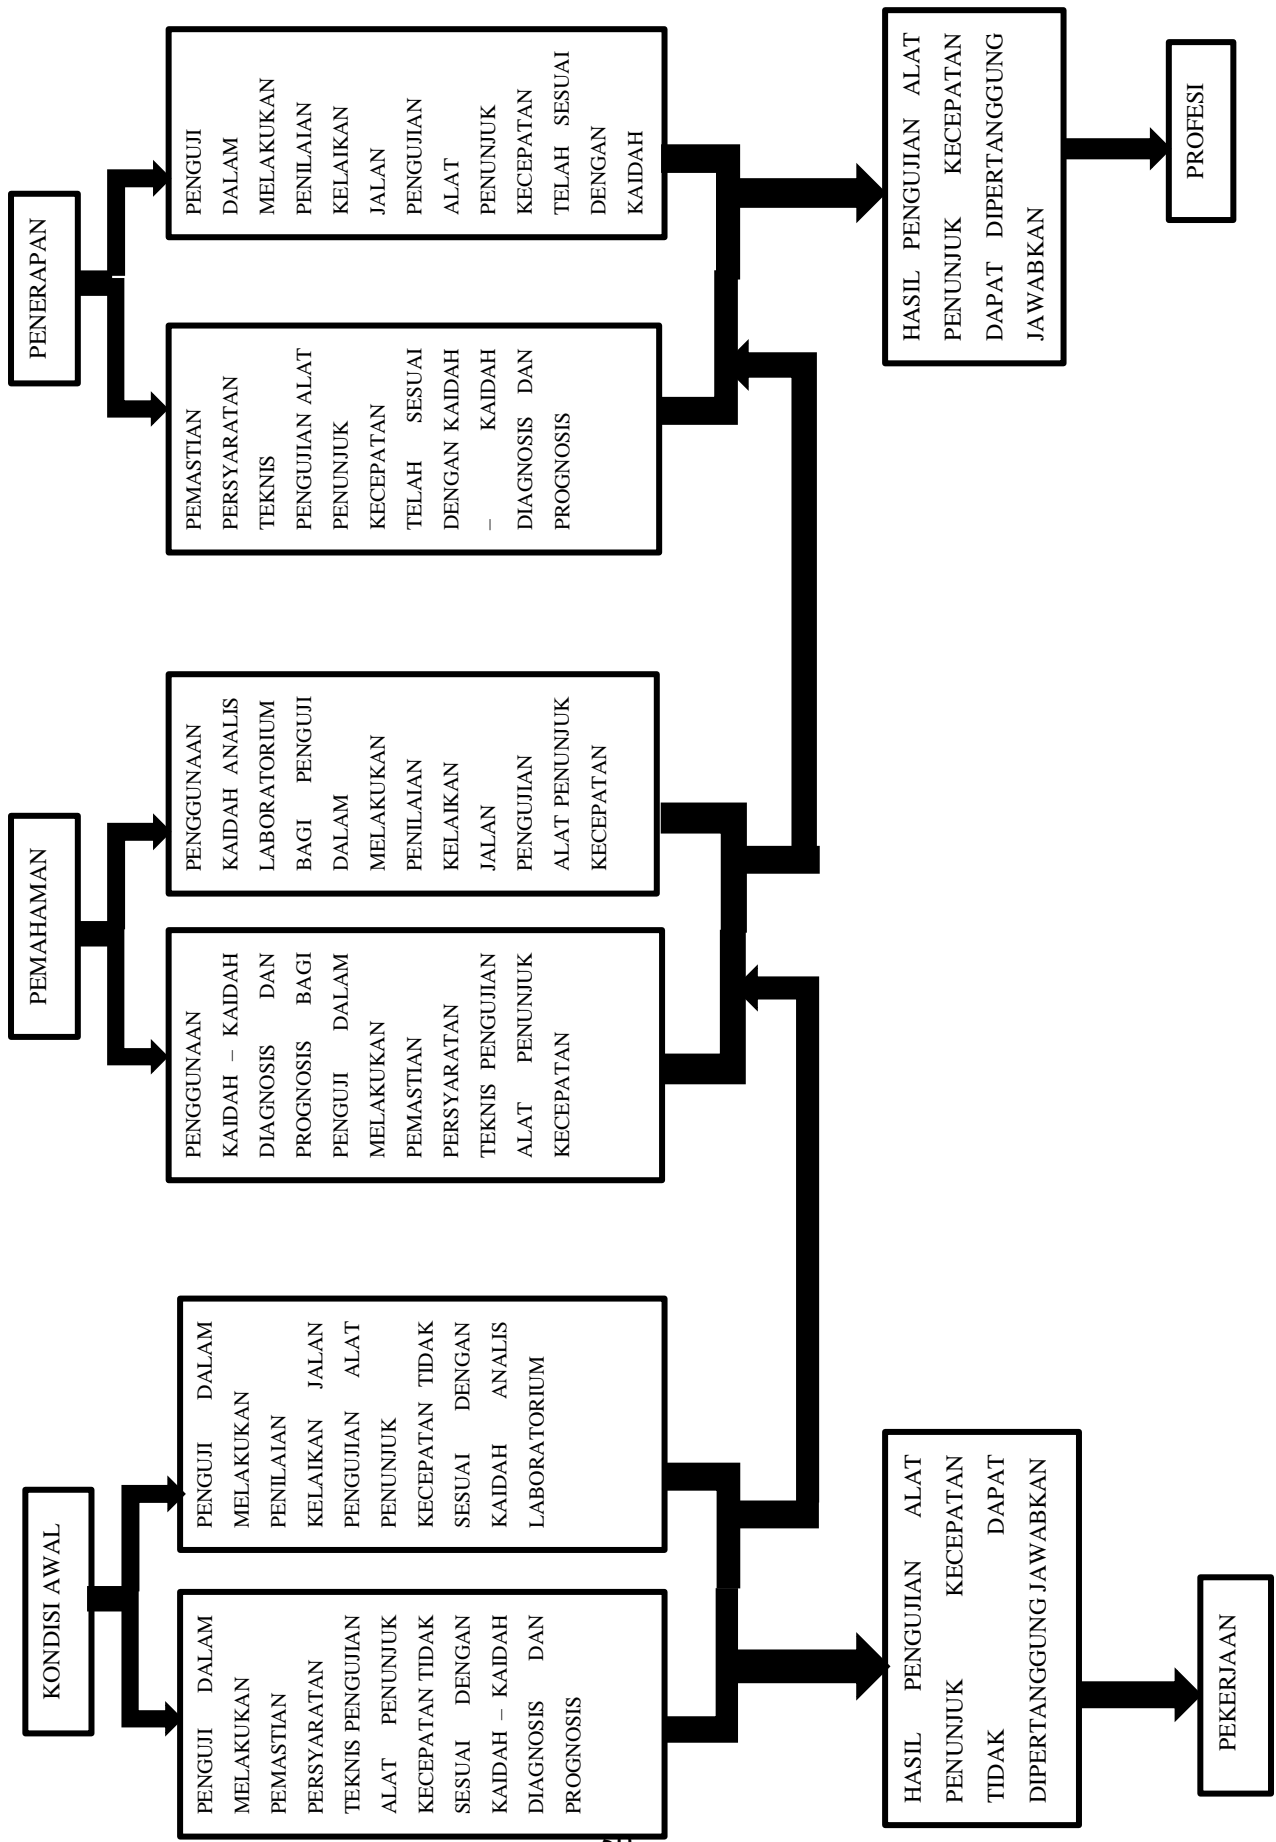 KONDISI AWAL
PENGUJI DALAM
MELAKUKAN
PEMASTIAN
PERSYARATAN
TEKNIS PENGUJIAN
ALAT PENUNJUK
KECEPATAN TIDAK
SESUAI DENGAN
KAIDAH – KAIDAH
DIAGNOSIS DAN
PROGNOSIS
PENGUJI DALAM
MELAKUKAN
PENILAIAN
KELAIKAN JALAN
PENGUJIAN ALAT
PENUNJUK
KECEPATAN TIDAK
SESUAI DENGAN
KAIDAH ANALIS
LABORATORIUM
HASIL PENGUJIAN ALAT
PENUNJUK KECEPATAN
TIDAK DAPAT
DIPERTANGGUNG JAWABKAN
PEKERJAAN
PEMAHAMAN
PENGGUNAAN
KAIDAH – KAIDAH
DIAGNOSIS DAN
PROGNOSIS BAGI
PENGUJI DALAM
MELAKUKAN
PEMASTIAN
PERSYARATAN
TEKNIS PENGUJIAN
ALAT PENUNJUK
KECEPATAN
PENGGUNAAN
KAIDAH ANALIS
LABORATORIUM
BAGI PENGUJI
DALAM
MELAKUKAN
PENILAIAN
KELAIKAN
JALAN
PENGUJIAN
ALAT PENUNJUK
KECEPATAN
PENERAPAN
PEMASTIAN
PERSYARATAN
TEKNIS
PENGUJIAN ALAT
PENUNJUK
KECEPATAN
TELAH SESUAI
DENGAN KAIDAH
– KAIDAH
DIAGNOSIS DAN
PROGNOSIS
PENGUJI
DALAM
MELAKUKAN
PENILAIAN
KELAIKAN
JALAN
PENGUJIAN
ALAT
PENUNJUK
KECEPATAN
TELAH SESUAI
DENGAN
KAIDAH
HASIL PENGUJIAN ALAT
PENUNJUK KECEPATAN
DAPAT DIPERTANGGUNG
JAWABKAN
PROFESI